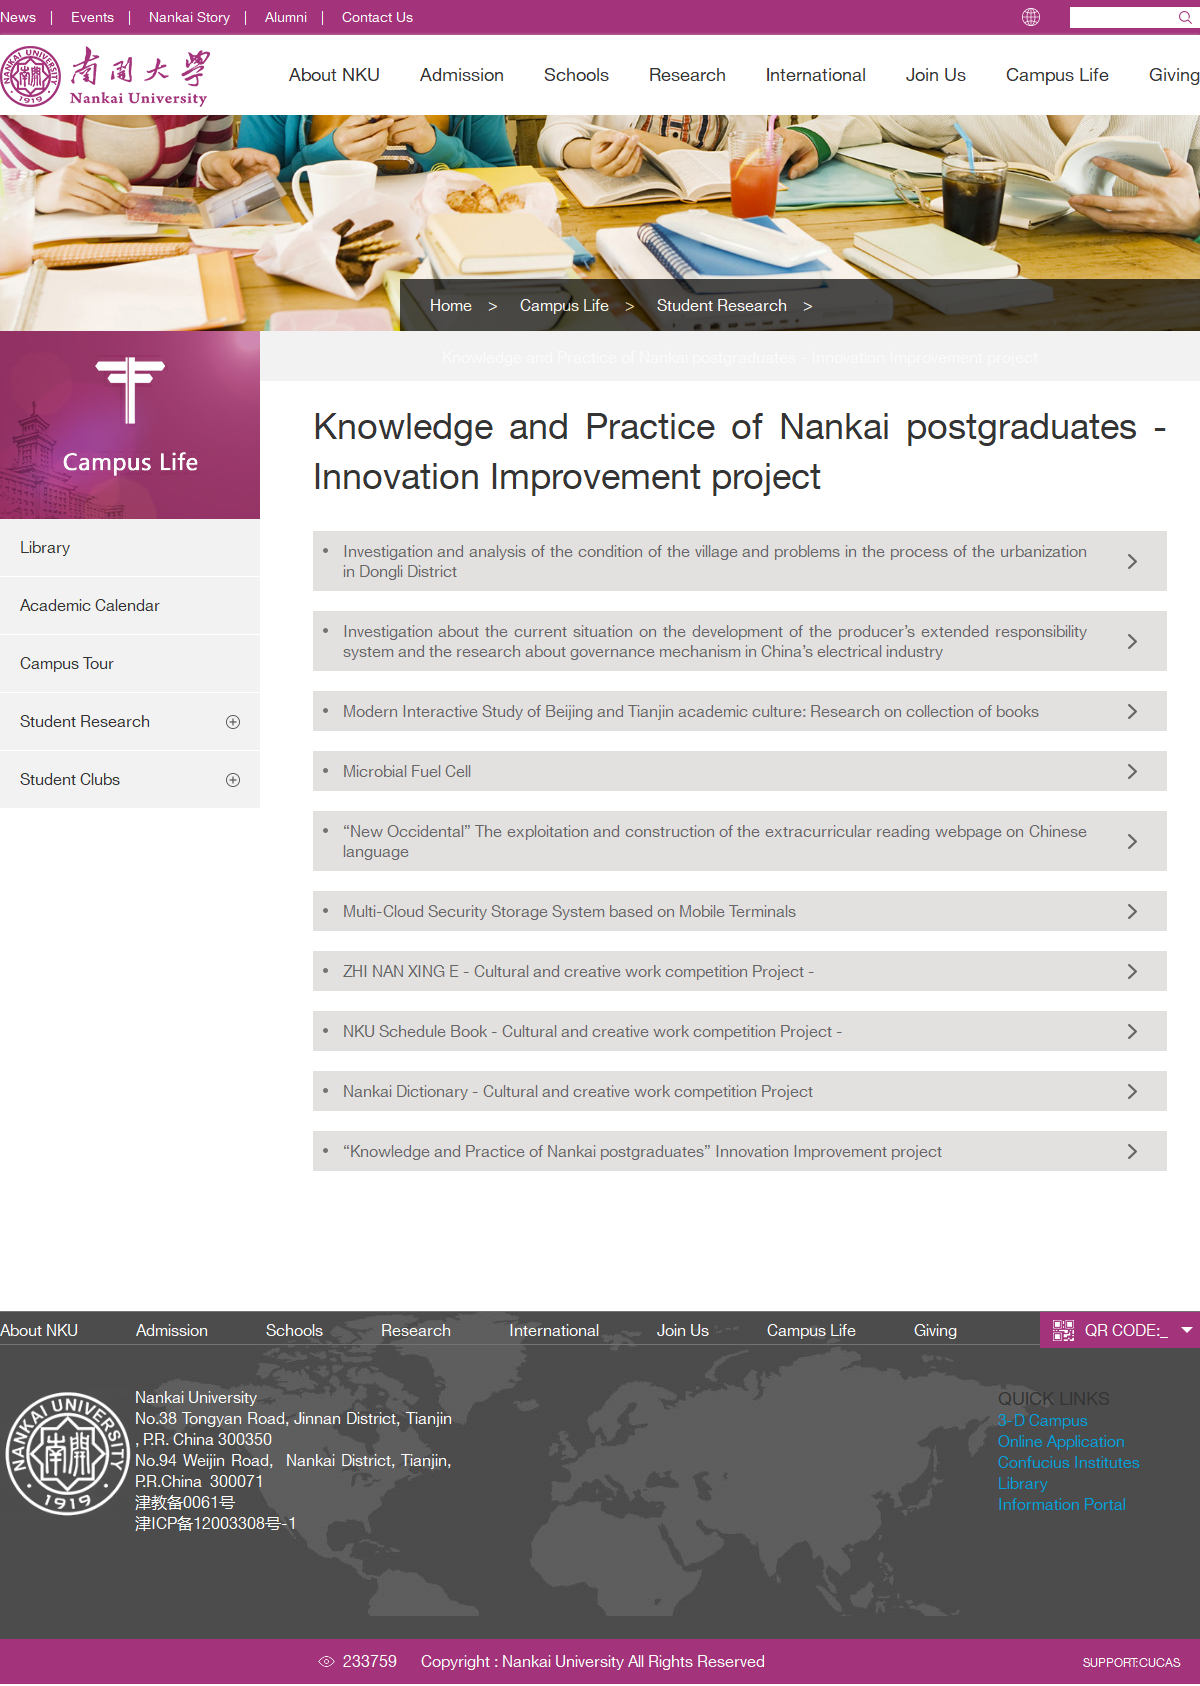 News | Events | Nankai Story | Alumni | Contact Us
NANKAI UNIVERSITY
1919
南開大學
Nankai University
About NKU Admission Schools Research International Join Us Campus Life Giving
Home > Campus Life > Student Research >
Knowledge and Practice of Nankai postgraduates - Innovation Improvement project
Campus Life
Library
Academic Calendar
Campus Tour
Student Research
Student Clubs
Knowledge and Practice of Nankai postgraduates -
Innovation Improvement project
• Investigation and analysis of the condition of the village and problems in the process of the urbanization
in Dongli District
• Investigation about the current situation on the development of the producer’s extended responsibility
system and the research about governance mechanism in China’s electrical industry
• Modern Interactive Study of Beijing and Tianjin academic culture: Research on collection of books
• Microbial Fuel Cell
• “New Occidental” The exploitation and construction of the extracurricular reading webpage on Chinese
language
• Multi-Cloud Security Storage System based on Mobile Terminals
• ZHI NAN XING E - Cultural and creative work competition Project -
• NKU Schedule Book - Cultural and creative work competition Project -
• Nankai Dictionary - Cultural and creative work competition Project
• “Knowledge and Practice of Nankai postgraduates” Innovation Improvement project
About NKU Admission Schools Research International Join Us Campus Life Giving
QR CODE:_
NANKAI UNIVERSITY
南開
1919
Nankai University
No.38 Tongyan Road, Jinnan District, Tianjin
, P.R. China 300350
No.94 Weijin Road, Nankai District, Tianjin,
P.R.China 300071
津教备0061号
津ICP备12003308号-1
QUICK LINKS
3-D Campus
Online Application
Confucius Institutes
Library
Information Portal
233759 Copyright : Nankai University All Rights Reserved
SUPPORT:CUCAS